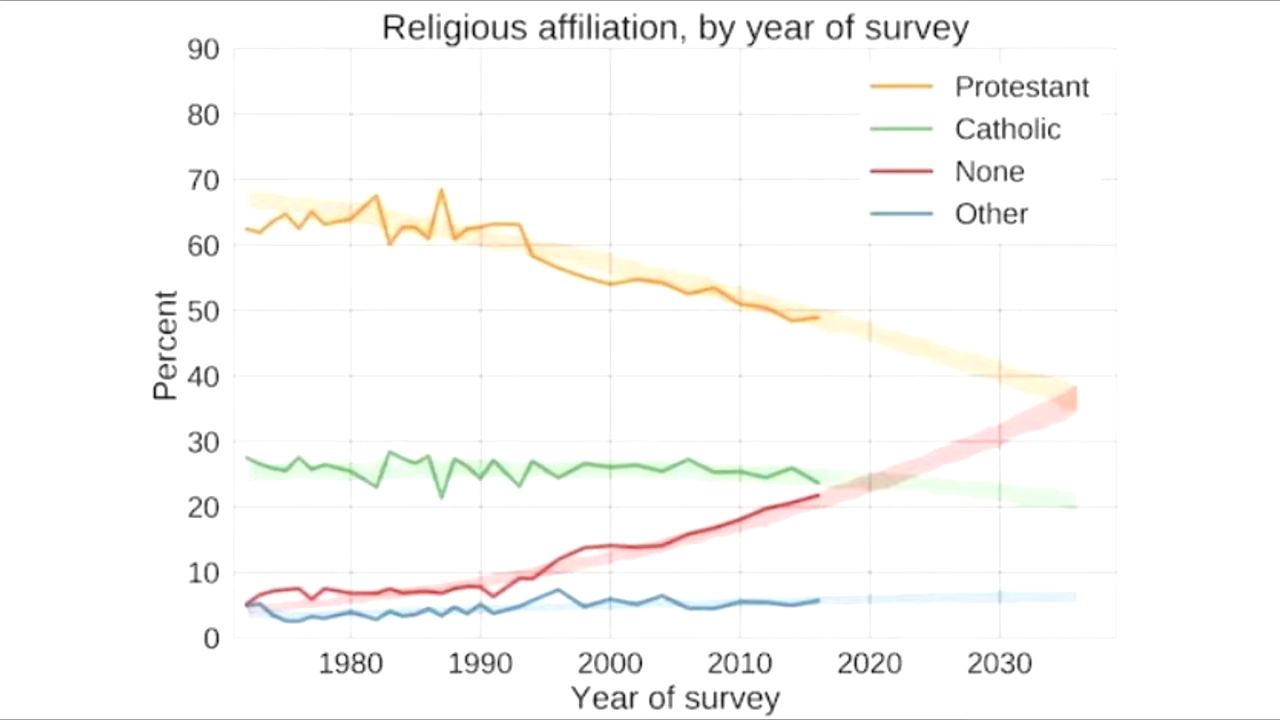 Religious affiliation, by year of survey
90
80
70
60
50
40
30
20
10
0
Percent
Protestant
Catholic
None
Other
1980 1990 2000 2010 2020 2030
Year of survey